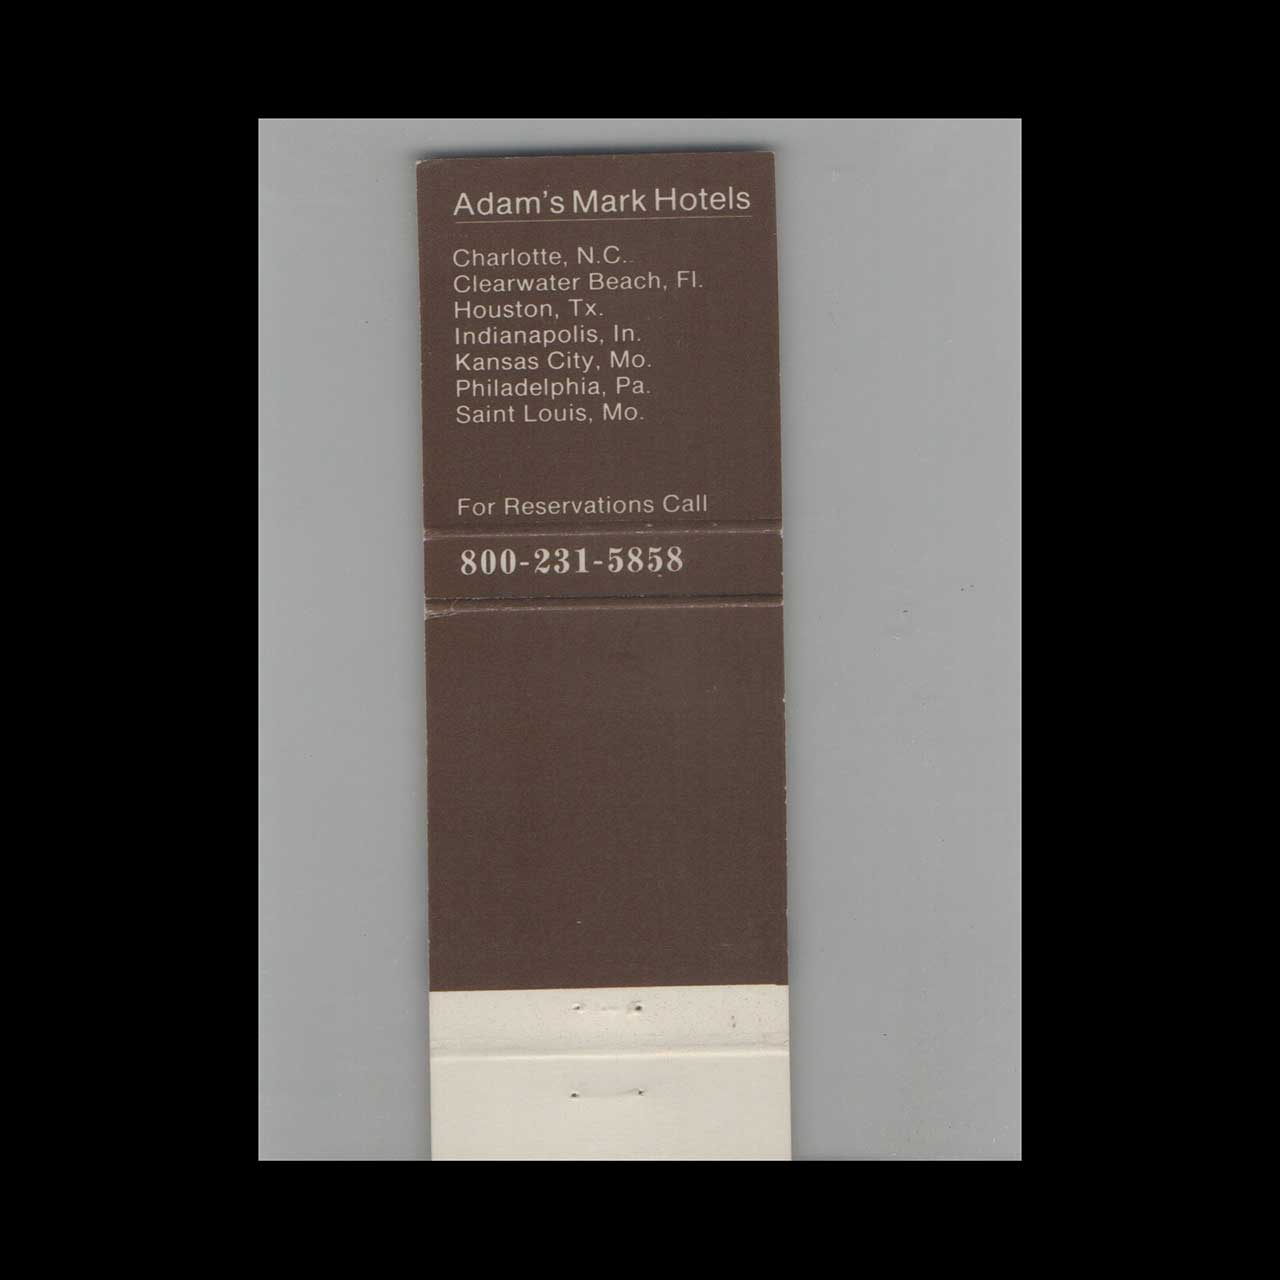 Adam's Mark Hotels
Charlotte, N.C.
Clearwater Beach, Fl.
Houston, Tx.
Indianapolis, In.
Kansas City, Mo.
Philadelphia, Pa.
Saint Louis, Mo.
For Reservations Call
800-231-5858